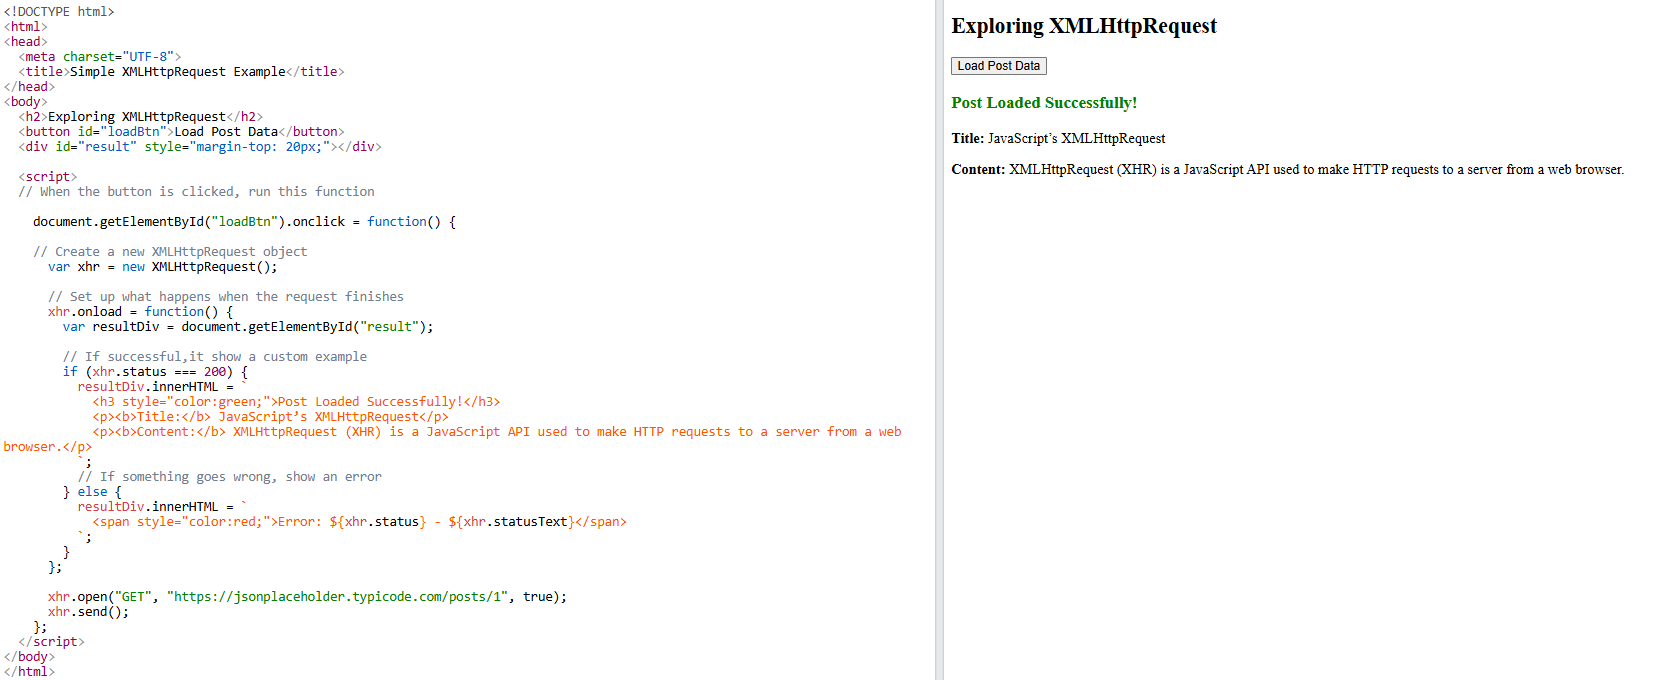 <!DOCTYPE html>
<html>
<head>
  <meta charset="UTF-8">
  <title>Simple XMLHttpRequest Example</title>
</head>
<body>
  <h2>Exploring XMLHttpRequest</h2>
  <button id="loadBtn">Load Post Data</button>
  <div id="result" style="margin-top: 20px;"></div>

  <script>
  // When the button is clicked, run this function

    document.getElementById("loadBtn").onclick = function() {

    // Create a new XMLHttpRequest object
      var xhr = new XMLHttpRequest();

      // Set up what happens when the request finishes
      xhr.onload = function() {
        var resultDiv = document.getElementById("result");

        // If successful,it show a custom example
        if (xhr.status === 200) {
          resultDiv.innerHTML = `
            <h3 style="color:green;">Post Loaded Successfully!</h3>
            <p><b>Title:</b> JavaScript’s XMLHttpRequest</p>
            <p><b>Content:</b> XMLHttpRequest (XHR) is a JavaScript API used to make HTTP requests to a server from a web
browser.</p>
          `;
          // If something goes wrong, show an error
        } else {
          resultDiv.innerHTML = `
            <span style="color:red;">Error: ${xhr.status} - ${xhr.statusText}</span>
          `;
        }
      };

      xhr.open("GET", "https://jsonplaceholder.typicode.com/posts/1", true);
      xhr.send();
    };
  </script>
</body>
</html>
Exploring XMLHttpRequest
Load Post Data
Post Loaded Successfully!
Title: JavaScript’s XMLHttpRequest
Content: XMLHttpRequest (XHR) is a JavaScript API used to make HTTP requests to a server from a web browser.